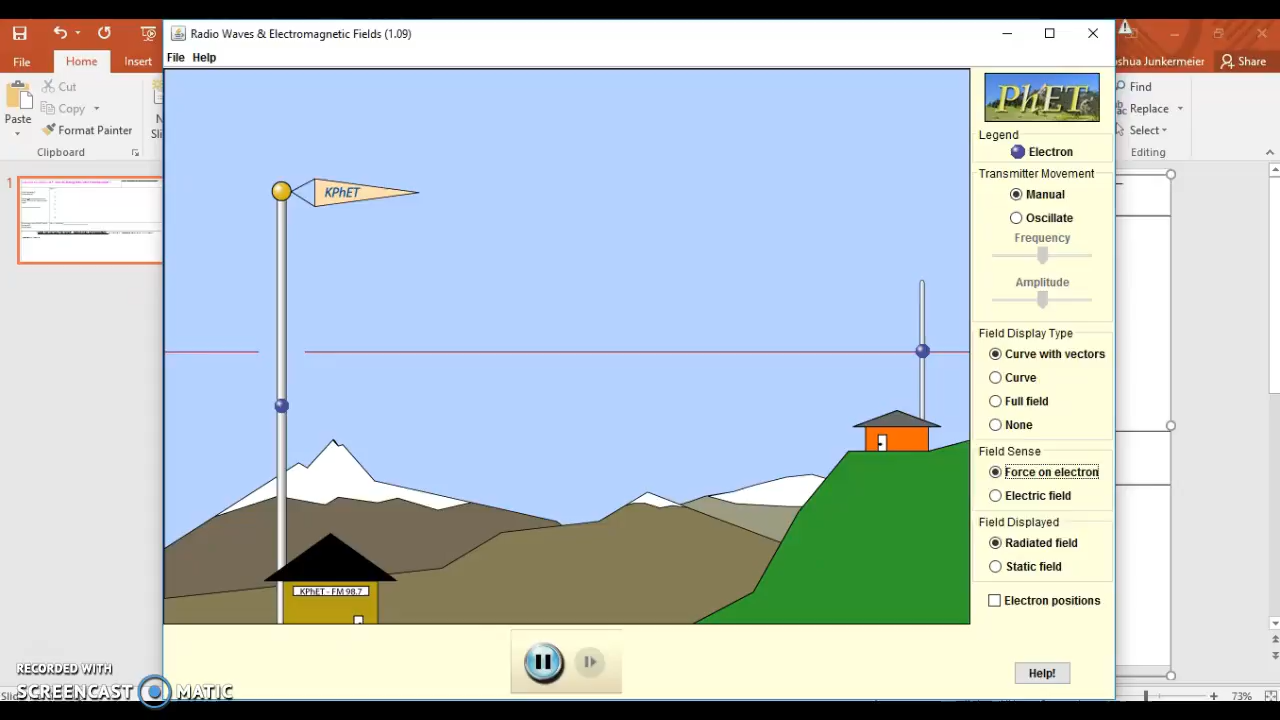 Radio Waves & Electromagnetic Fields (1.09)
File Home Insert
oshua Junkermeier Share
File Help
Cut
Copy
Paste
Format Painter
Clipboard
Find
Replace
Select
Editing
1
PhET
Legend
Electron
Transmitter Movement
Manual
Oscillate
Frequency
Amplitude
Field Display Type
Curve with vectors
Curve
Full field
None
Field Sense
Force on electron
Electric field
Field Displayed
Radiated field
Static field
Electron positions
Help!
KPhET
KPhET - FM 98.7
RECORDED WITH
SCREENCAST MATIC
73%